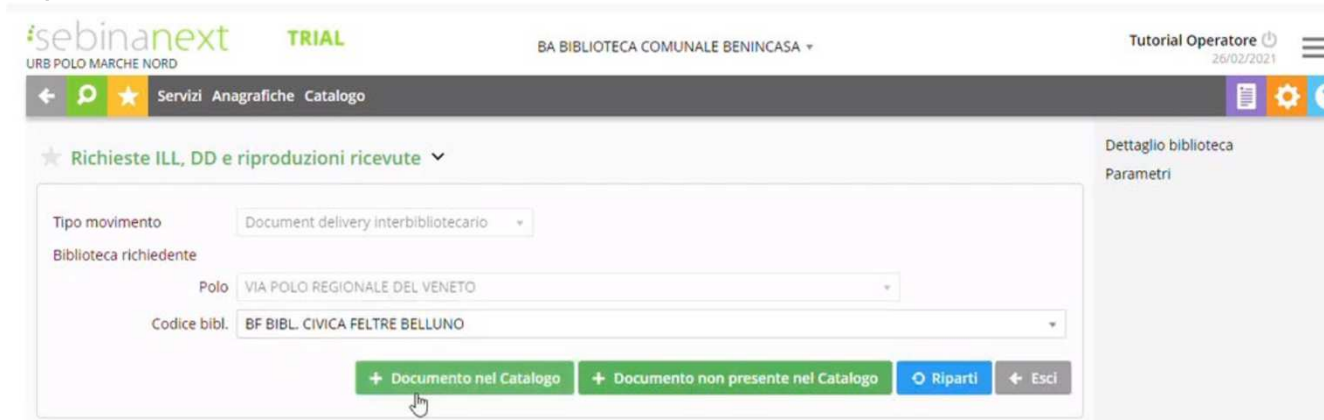 sebinanext TRIAL BA BIBLIOTECA COMUNALE BENINCASA Tutorial Operatore
URB POLO MARCHE NORD 26/02/2021
Servizi Anagrafiche Catalogo
Richieste ILL, DD e riproduzioni ricevute
Dettaglio biblioteca
Parametri
Tipo movimento Document delivery interbibliotecario
Biblioteca richiedente
Polo VIA POLO REGIONALE DEL VENETO
Codice bibl. BF BIBL. CIVICA FELTRE BELLUNO
+ Documento nel Catalogo + Documento non presente nel Catalogo Riparti Esci